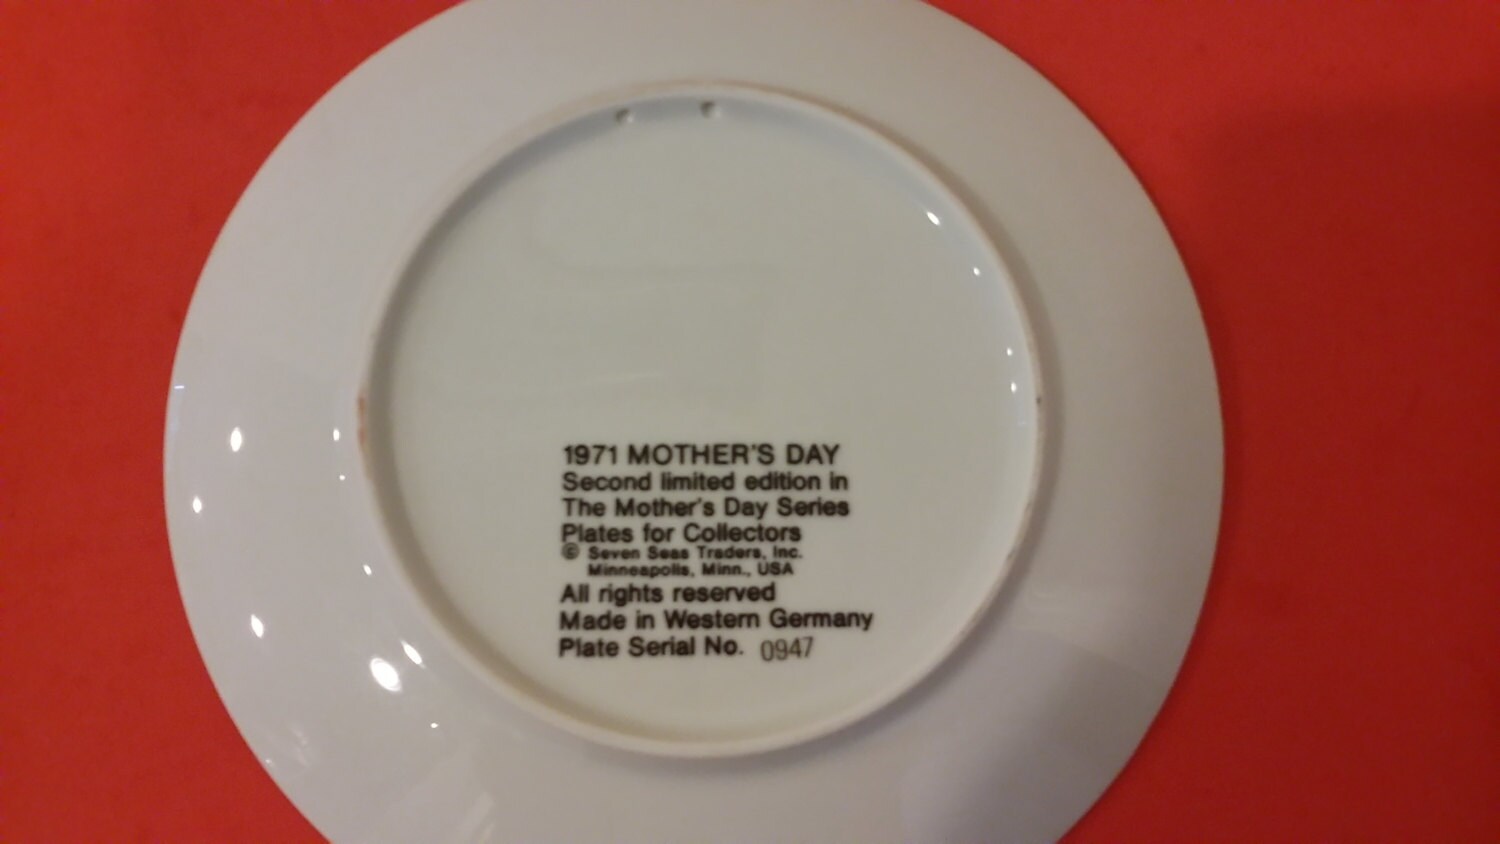 1971 MOTHER'S DAY
Second limited edition in
The Mother's Day Series
Plates for Collectors
© Seven Seas Traders, Inc.
Minneapolis, Minn., USA
All rights reserved
Made in Western Germany
Plate Serial No. 0947